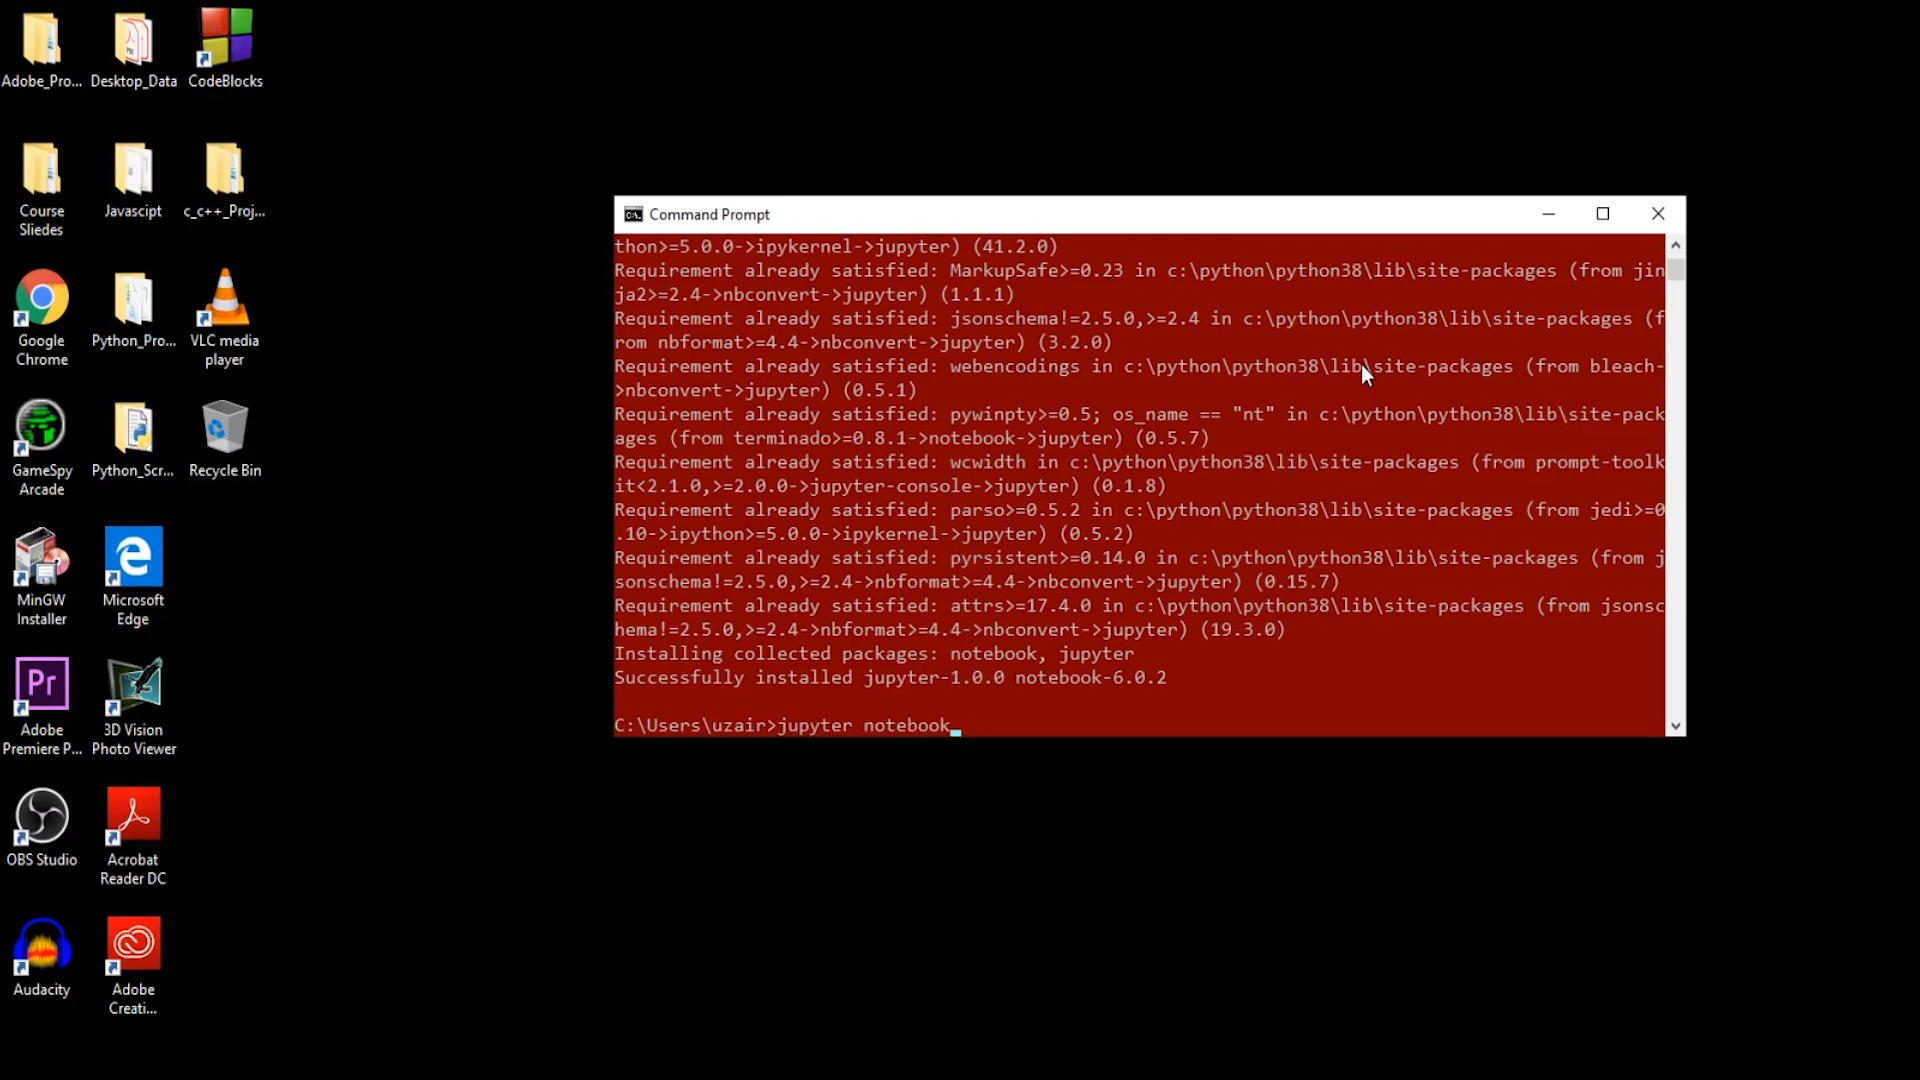 Adobe_Pro...
Desktop_Data
CodeBlocks
Course
Sliedes
Javascipt
c_c++_Proj...
Google
Chrome
Python_Pro...
VLC media
player
GameSpy
Arcade
Python_Scr...
Recycle Bin
MinGW
Installer
Microsoft
Edge
Pr
Adobe
Premiere P...
3D Vision
Photo Viewer
OBS Studio
Acrobat
Reader DC
Audacity
Adobe
Creati...
Command Prompt
thon>=5.0.0->ipykernel->jupyter) (41.2.0)
Requirement already satisfied: MarkupSafe>=0.23 in c:\python\python38\lib\site-packages (from jin
ja2>=2.4->nbconvert->jupyter) (1.1.1)
Requirement already satisfied: jsonschema!=2.5.0,>=2.4 in c:\python\python38\lib\site-packages (f
rom nbformat>=4.4->nbconvert->jupyter) (3.2.0)
Requirement already satisfied: webencodings in c:\python\python38\lib\site-packages (from bleach-
>nbconvert->jupyter) (0.5.1)
Requirement already satisfied: pywinpty>=0.5; os_name == "nt" in c:\python\python38\lib\site-pack
ages (from terminado>=0.8.1->notebook->jupyter) (0.5.7)
Requirement already satisfied: wcwidth in c:\python\python38\lib\site-packages (from prompt-toolk
it<2.1.0,>=2.0.0->jupyter-console->jupyter) (0.1.8)
Requirement already satisfied: parso>=0.5.2 in c:\python\python38\lib\site-packages (from jedi>=0
.10->ipython>=5.0.0->ipykernel->jupyter) (0.5.2)
Requirement already satisfied: pyrsistent>=0.14.0 in c:\python\python38\lib\site-packages (from j
sonschema!=2.5.0,>=2.4->nbformat>=4.4->nbconvert->jupyter) (0.15.7)
Requirement already satisfied: attrs>=17.4.0 in c:\python\python38\lib\site-packages (from jsonsc
hema!=2.5.0,>=2.4->nbformat>=4.4->nbconvert->jupyter) (19.3.0)
Installing collected packages: notebook, jupyter
Successfully installed jupyter-1.0.0 notebook-6.0.2
C:\Users\uzair>jupyter notebook